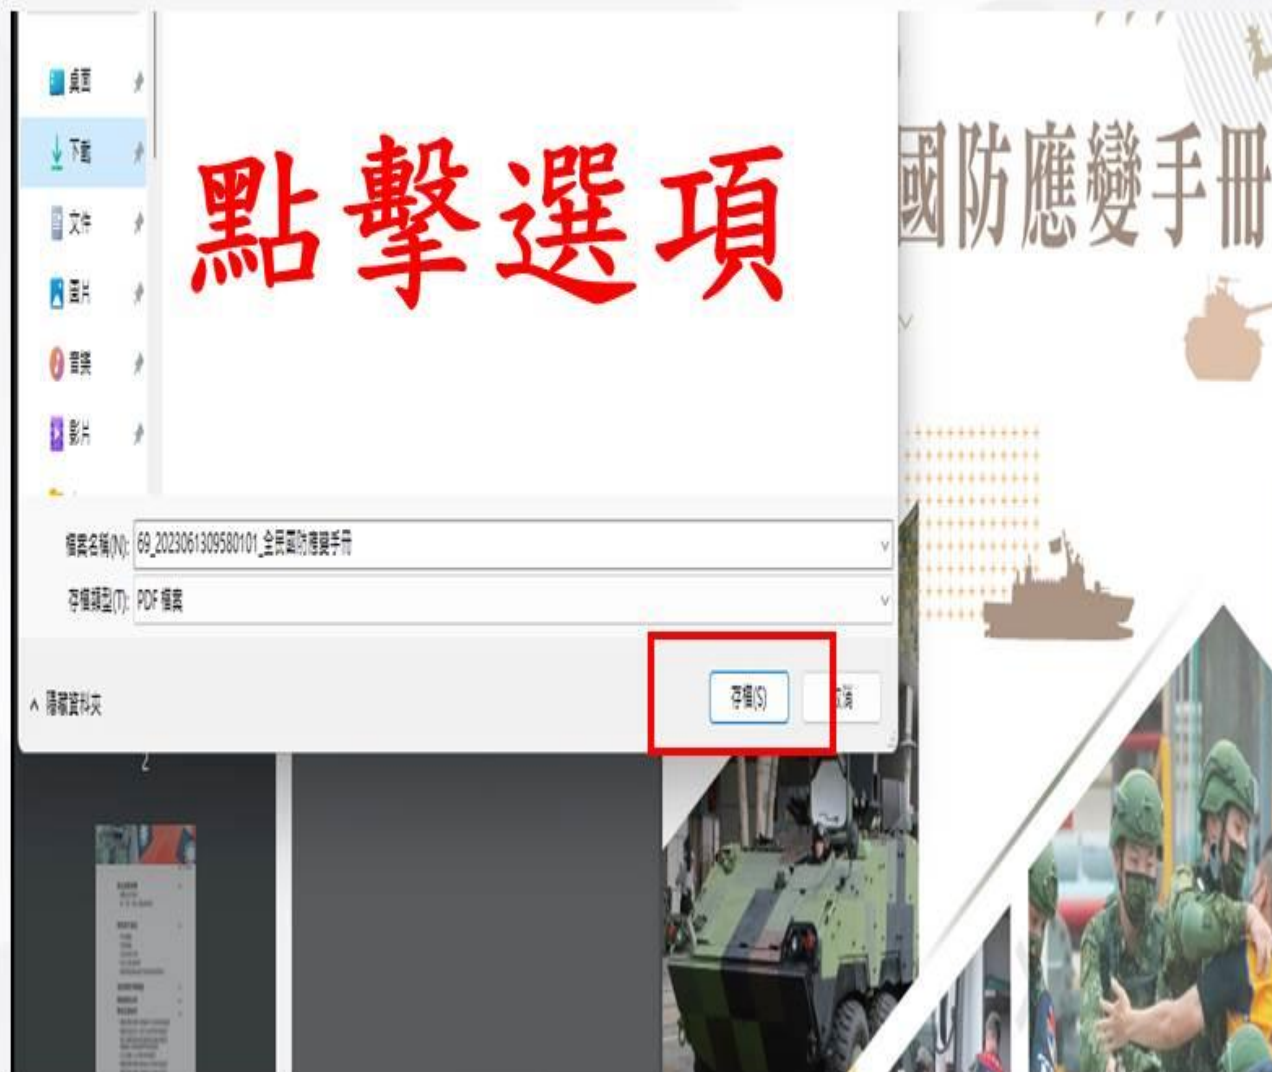 桌面
下載
文件
圖片
音樂
影片
點擊選項
國防應變手冊
檔案名稱(N): 69_2023061309580101_全民國防應變手冊
存檔類型(T): PDF 檔案
隱藏資料夾
存檔(S)
取消
2